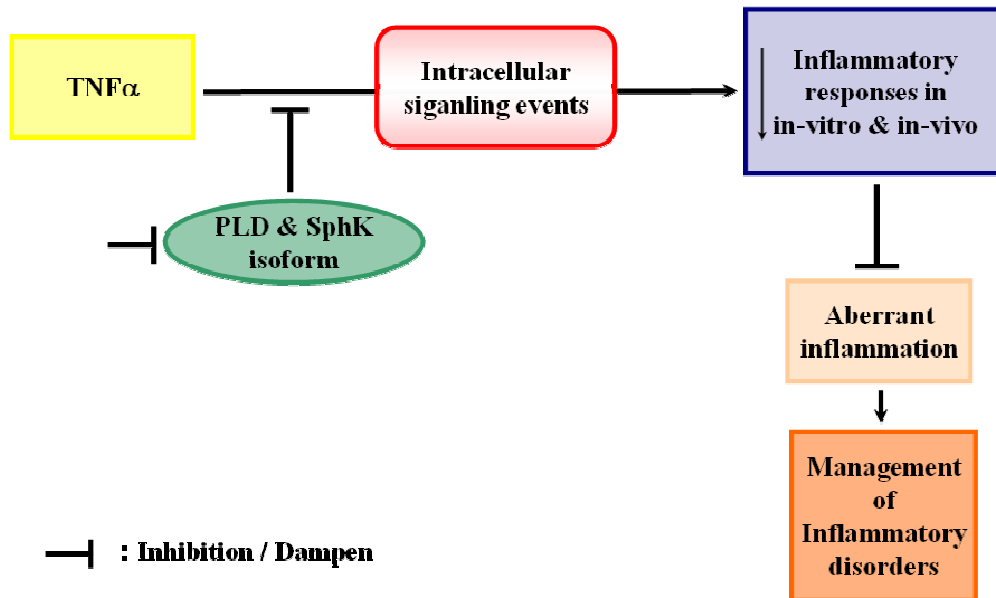 TNFα
Intracellular
siganling events
Inflammatory
responses in
in-vitro & in-vivo
PLD & SphK
isoform
Aberrant
inflammation
Management
of
Inflammatory
disorders
: Inhibition / Dampen